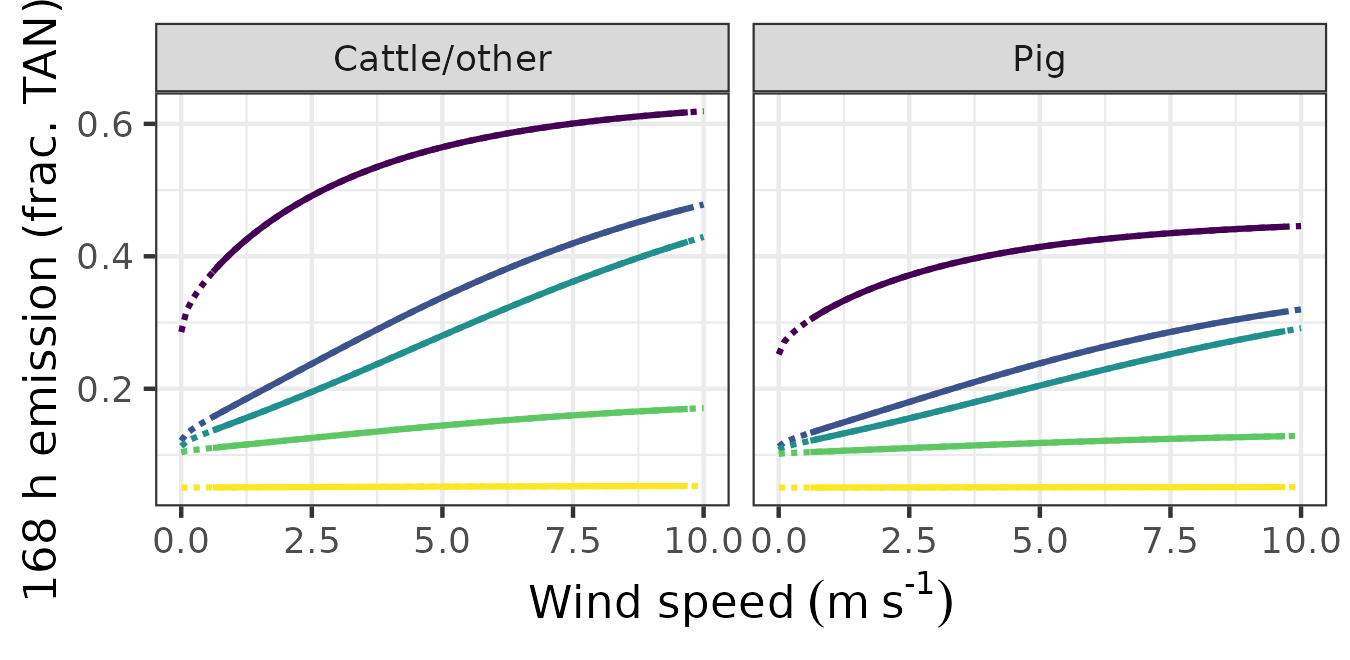 Cattle/other
Pig
168 h emission (frac. TAN)
0.6
0.4
0.2
0.0 2.5 5.0 7.5 10.0 0.0 2.5 5.0 7.5 10.0
Wind speed (m s⁻¹)